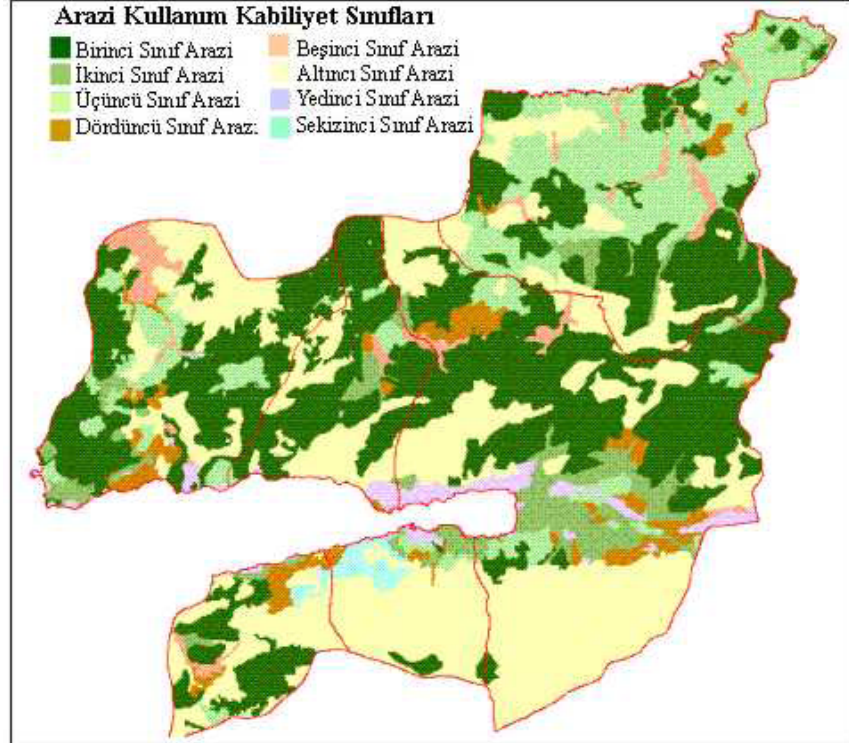 Arazi Kullanım Kabiliyet Sınıfları
Birinci Sınıf Arazi
İkinci Sınıf Arazi
Üçüncü Sınıf Arazi
Dördüncü Sınıf Arazi
Beşinci Sınıf Arazi
Altıncı Sınıf Arazi
Yedinci Sınıf Arazi
Sekizinci Sınıf Arazi